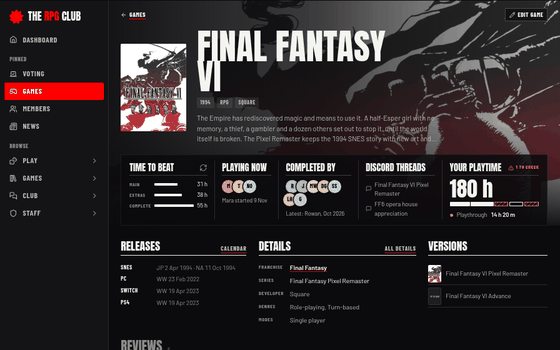 THE RPG CLUB
DASHBOARD
PINNED
VOTING
GAMES
MEMBERS
NEWS
BROWSE
PLAY
GAMES
CLUB
STAFF
← GAMES
EDIT GAME
FINAL FANTASY
VI
1994 RPG SQUARE
The Empire has rediscovered magic and means to use it. A half-Esper girl with no
memory, a thief, a gambler and a dozen others set out to stop it, until the world
itself is broken. The Pixel Remaster keeps the 1994 SNES story with new art and
TIME TO BEAT
MAIN 31 h
EXTRAS 38 h
COMPLETE 55 h
PLAYING NOW
Mara started 9 Nov
COMPLETED BY
Latest: Rowan, Oct 2026
DISCORD THREADS
Final Fantasy VI Pixel
Remaster
FF6 opera house
appreciation
YOUR PLAYTIME
1 TO CHECK
180 h
Playthrough 14 h 20 m
RELEASES
CALENDAR
SNES JP 2 Apr 1994 · NA 11 Oct 1994
PC WW 23 Feb 2022
SWITCH WW 19 Apr 2023
PS4 WW 19 Apr 2023
DETAILS
ALL DETAILS
FRANCHISE Final Fantasy
SERIES Final Fantasy Pixel Remaster
DEVELOPER Square
GENRES Role-playing, Turn-based
MODES Single player
VERSIONS
Final Fantasy VI Pixel Remaster
Final Fantasy VI Advance
REVIEWS